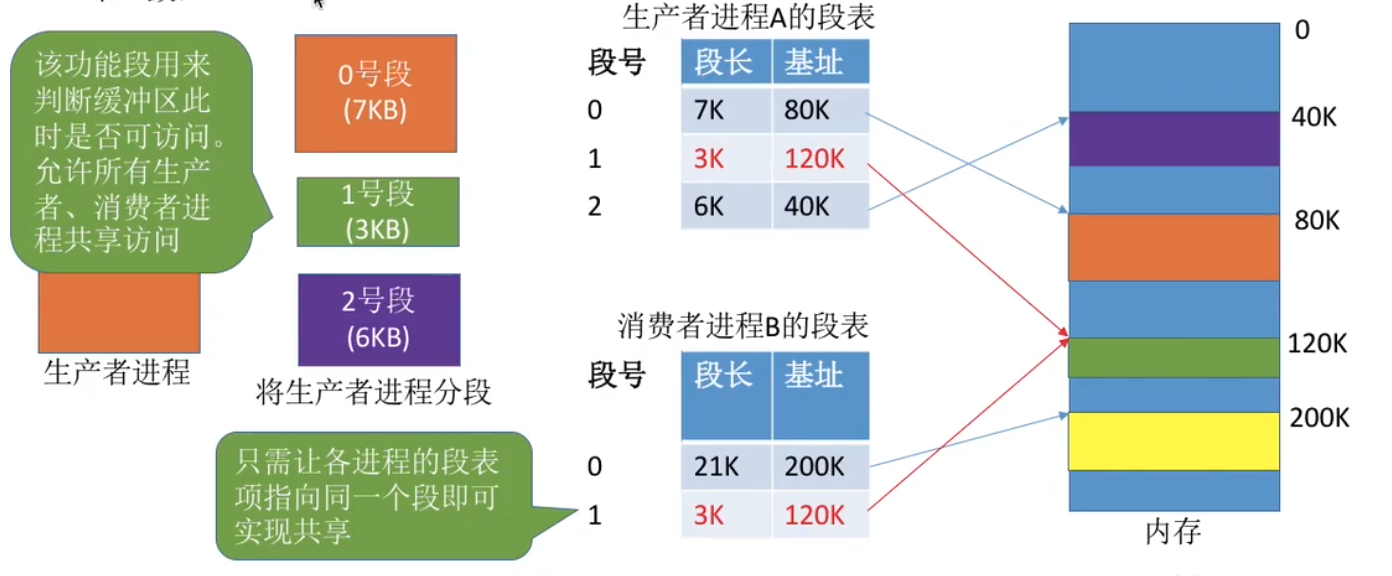 该功能段用来
判断缓冲区此
时是否可访问。
允许所有生产
者、消费者进
程共享访问
生产者进程
0号段
(7KB)
1号段
(3KB)
2号段
(6KB)
将生产者进程分段
生产者进程A的段表
段号 段长 基址
0 7K 80K
1 3K 120K
2 6K 40K
消费者进程B的段表
段号 段长 基址
0 21K 200K
1 3K 120K
只需让各进程的段表
项指向同一个段即可
实现共享
0
40K
80K
120K
200K
内存